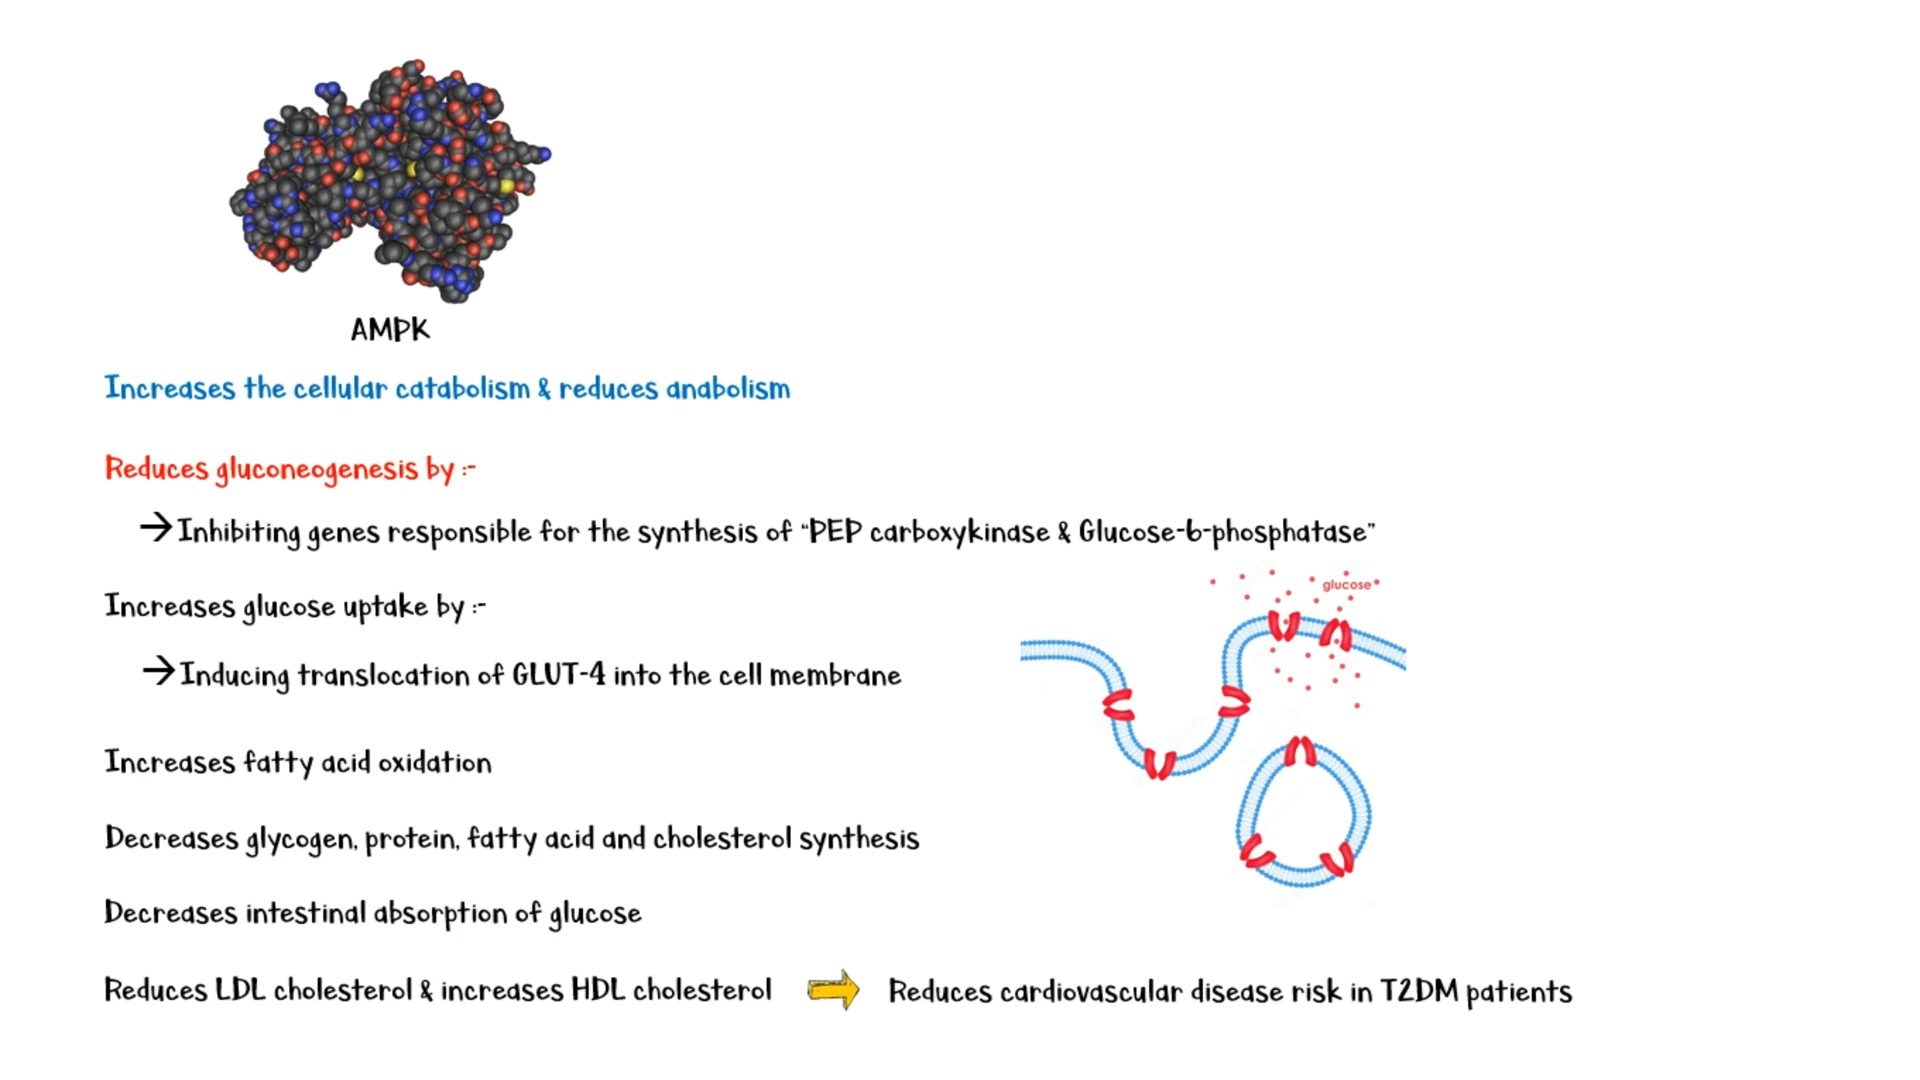 AMPK
Increases the cellular catabolism & reduces anabolism
Reduces gluconeogenesis by :-
→Inhibiting genes responsible for the synthesis of “PEP carboxykinase & Glucose-6-phosphatase”
glucose
Increases glucose uptake by :-
→Inducing translocation of GLUT-4 into the cell membrane
Increases fatty acid oxidation
Decreases glycogen, protein, fatty acid and cholesterol synthesis
Decreases intestinal absorption of glucose
Reduces LDL cholesterol & increases HDL cholesterol
Reduces cardiovascular disease risk in T2DM patients